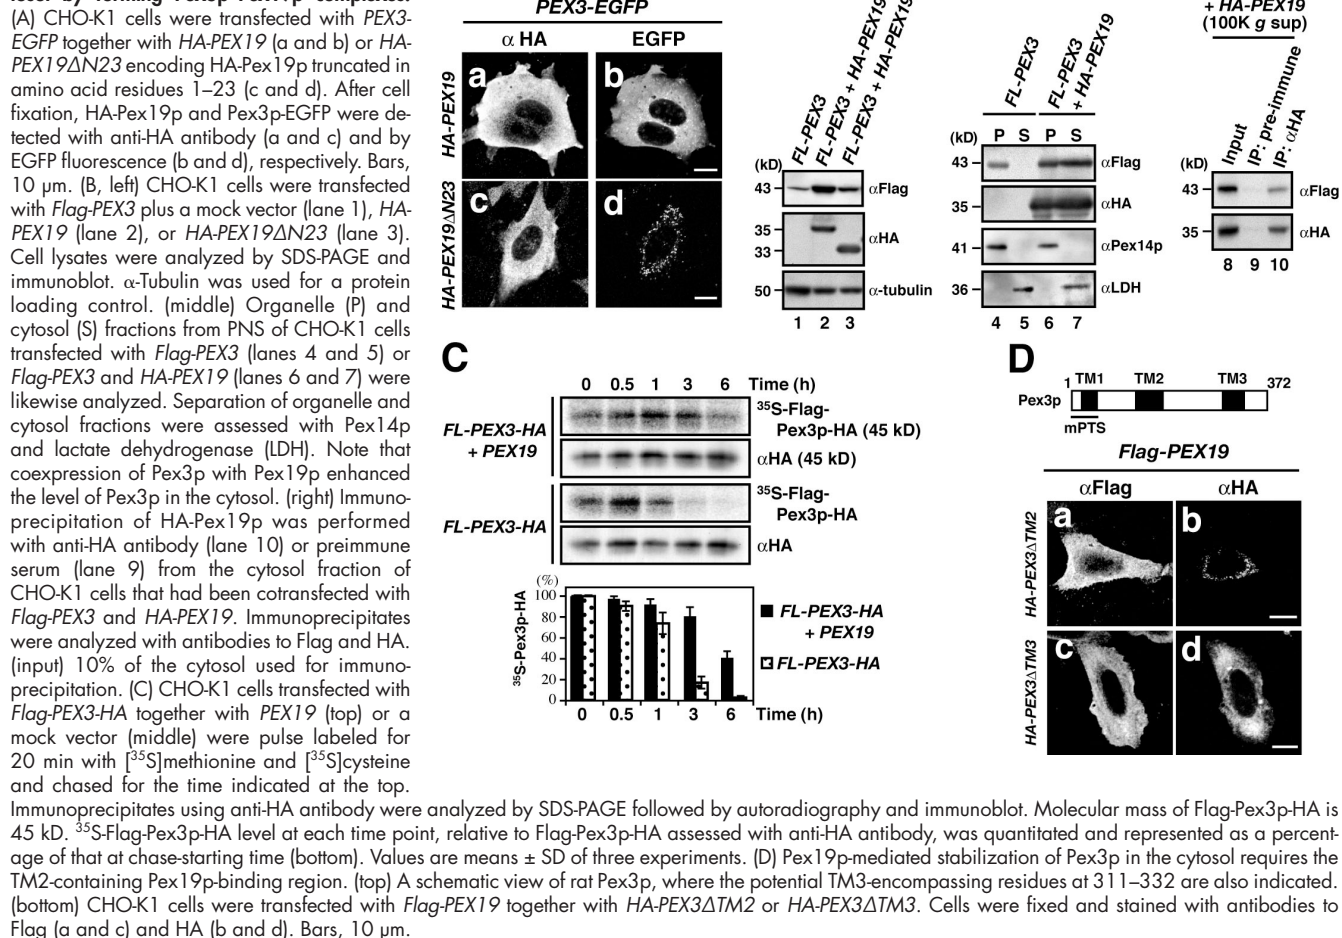 level by forming Pex3p–Pex19p complexes.
(A) CHO-K1 cells were transfected with PEX3-
EGFP together with HA-PEX19 (a and b) or HA-
PEX19ΔN23 encoding HA-Pex19p truncated in
amino acid residues 1–23 (c and d). After cell
fixation, HA-Pex19p and Pex3p-EGFP were de-
tected with anti-HA antibody (a and c) and by
EGFP fluorescence (b and d), respectively. Bars,
10 μm. (B, left) CHO-K1 cells were transfected
with Flag-PEX3 plus a mock vector (lane 1), HA-
PEX19 (lane 2), or HA-PEX19ΔN23 (lane 3).
Cell lysates were analyzed by SDS-PAGE and
immunoblot. α-Tubulin was used for a protein
loading control. (middle) Organelle (P) and
cytosol (S) fractions from PNS of CHO-K1 cells
transfected with Flag-PEX3 (lanes 4 and 5) or
Flag-PEX3 and HA-PEX19 (lanes 6 and 7) were
likewise analyzed. Separation of organelle and
cytosol fractions were assessed with Pex14p
and lactate dehydrogenase (LDH). Note that
coexpression of Pex3p with Pex19p enhanced
the level of Pex3p in the cytosol. (right) Immuno-
precipitation of HA-Pex19p was performed
with anti-HA antibody (lane 10) or preimmune
serum (lane 9) from the cytosol fraction of
CHO-K1 cells that had been cotransfected with
Flag-PEX3 and HA-PEX19. Immunoprecipitates
were analyzed with antibodies to Flag and HA.
(input) 10% of the cytosol used for immuno-
precipitation. (C) CHO-K1 cells transfected with
Flag-PEX3-HA together with PEX19 (top) or a
mock vector (middle) were pulse labeled for
20 min with [35S]methionine and [35S]cysteine
and chased for the time indicated at the top.
Immunoprecipitates using anti-HA antibody were analyzed by SDS-PAGE followed by autoradiography and immunoblot. Molecular mass of Flag-Pex3p-HA is
45 kD. 35S-Flag-Pex3p-HA level at each time point, relative to Flag-Pex3p-HA assessed with anti-HA antibody, was quantitated and represented as a percent-
age of that at chase-starting time (bottom). Values are means ± SD of three experiments. (D) Pex19p-mediated stabilization of Pex3p in the cytosol requires the
TM2-containing Pex19p-binding region. (top) A schematic view of rat Pex3p, where the potential TM3-encompassing residues at 311–332 are also indicated.
(bottom) CHO-K1 cells were transfected with Flag-PEX19 together with HA-PEX3ΔTM2 or HA-PEX3ΔTM3. Cells were fixed and stained with antibodies to
Flag (a and c) and HA (b and d). Bars, 10 μm.
PEX3-EGFP
α HA EGFP
HA-PEX19
a b
HA-PEX19ΔN23
c d
FL-PEX3
FL-PEX3 + HA-PEX19
FL-PEX3 + HA-PEX19
(kD)
43 αFlag
35 αHA
33
50 α-tubulin
1 2 3
FL-PEX3
FL-PEX3
+ HA-PEX19
(kD) P S P S
43 αFlag
35 αHA
41 αPex14p
36 αLDH
4 5 6 7
+ HA-PEX19
(100K g sup)
Input
IP: pre-immune
IP: αHA
(kD)
43 αFlag
35 αHA
8 9 10
C
0 0.5 1 3 6 Time (h)
FL-PEX3-HA
+ PEX19
35S-Flag-
Pex3p-HA (45 kD)
αHA (45 kD)
FL-PEX3-HA
35S-Flag-
Pex3p-HA
αHA
(%)
100
80
60
40
20
0
35S-Pex3p-HA
0 0.5 1 3 6 Time (h)
FL-PEX3-HA
+ PEX19
FL-PEX3-HA
D
1 TM1 TM2 TM3 372
Pex3p
mPTS
Flag-PEX19
αFlag αHA
HA-PEX3ΔTM2
a b
HA-PEX3ΔTM3
c d